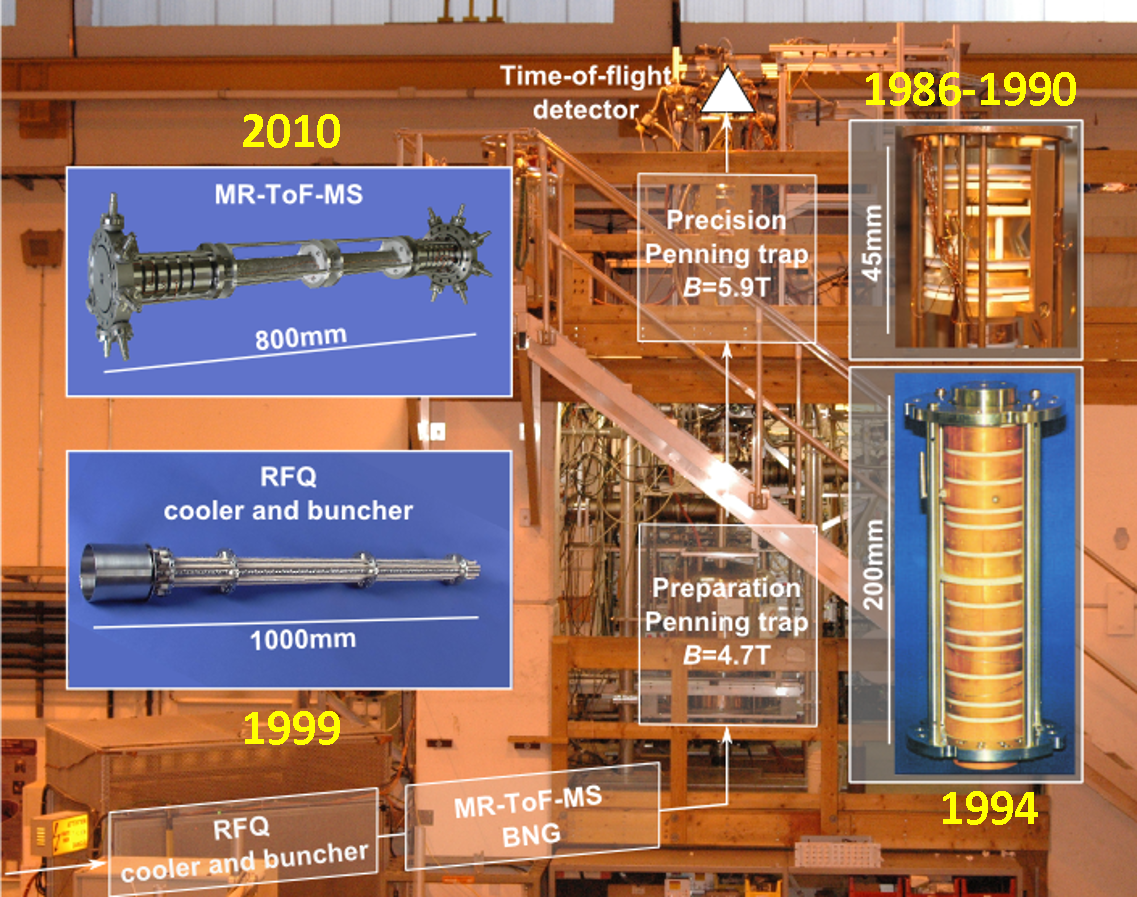 Time-of-flight
detector
1986-1990
2010
MR-ToF-MS
800mm
Precision
Penning trap
B=5.9T
45mm
RFQ
cooler and buncher
1000mm
1999
Preparation
Penning trap
B=4.7T
200mm
1994
RFQ
cooler and buncher
MR-ToF-MS
BNG